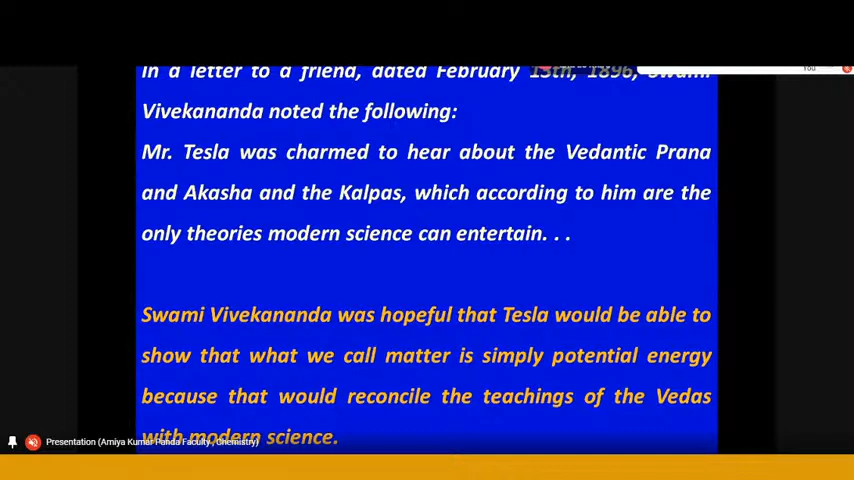 in a letter to a friend, dated February 13th, 1896, Swami
You
Vivekananda noted the following:
Mr. Tesla was charmed to hear about the Vedantic Prana
and Akasha and the Kalpas, which according to him are the
only theories modern science can entertain. . .
Swami Vivekananda was hopeful that Tesla would be able to
show that what we call matter is simply potential energy
because that would reconcile the teachings of the Vedas
with modern science.
Presentation (Amiya Kumar Panda Faculty, Chemistry)